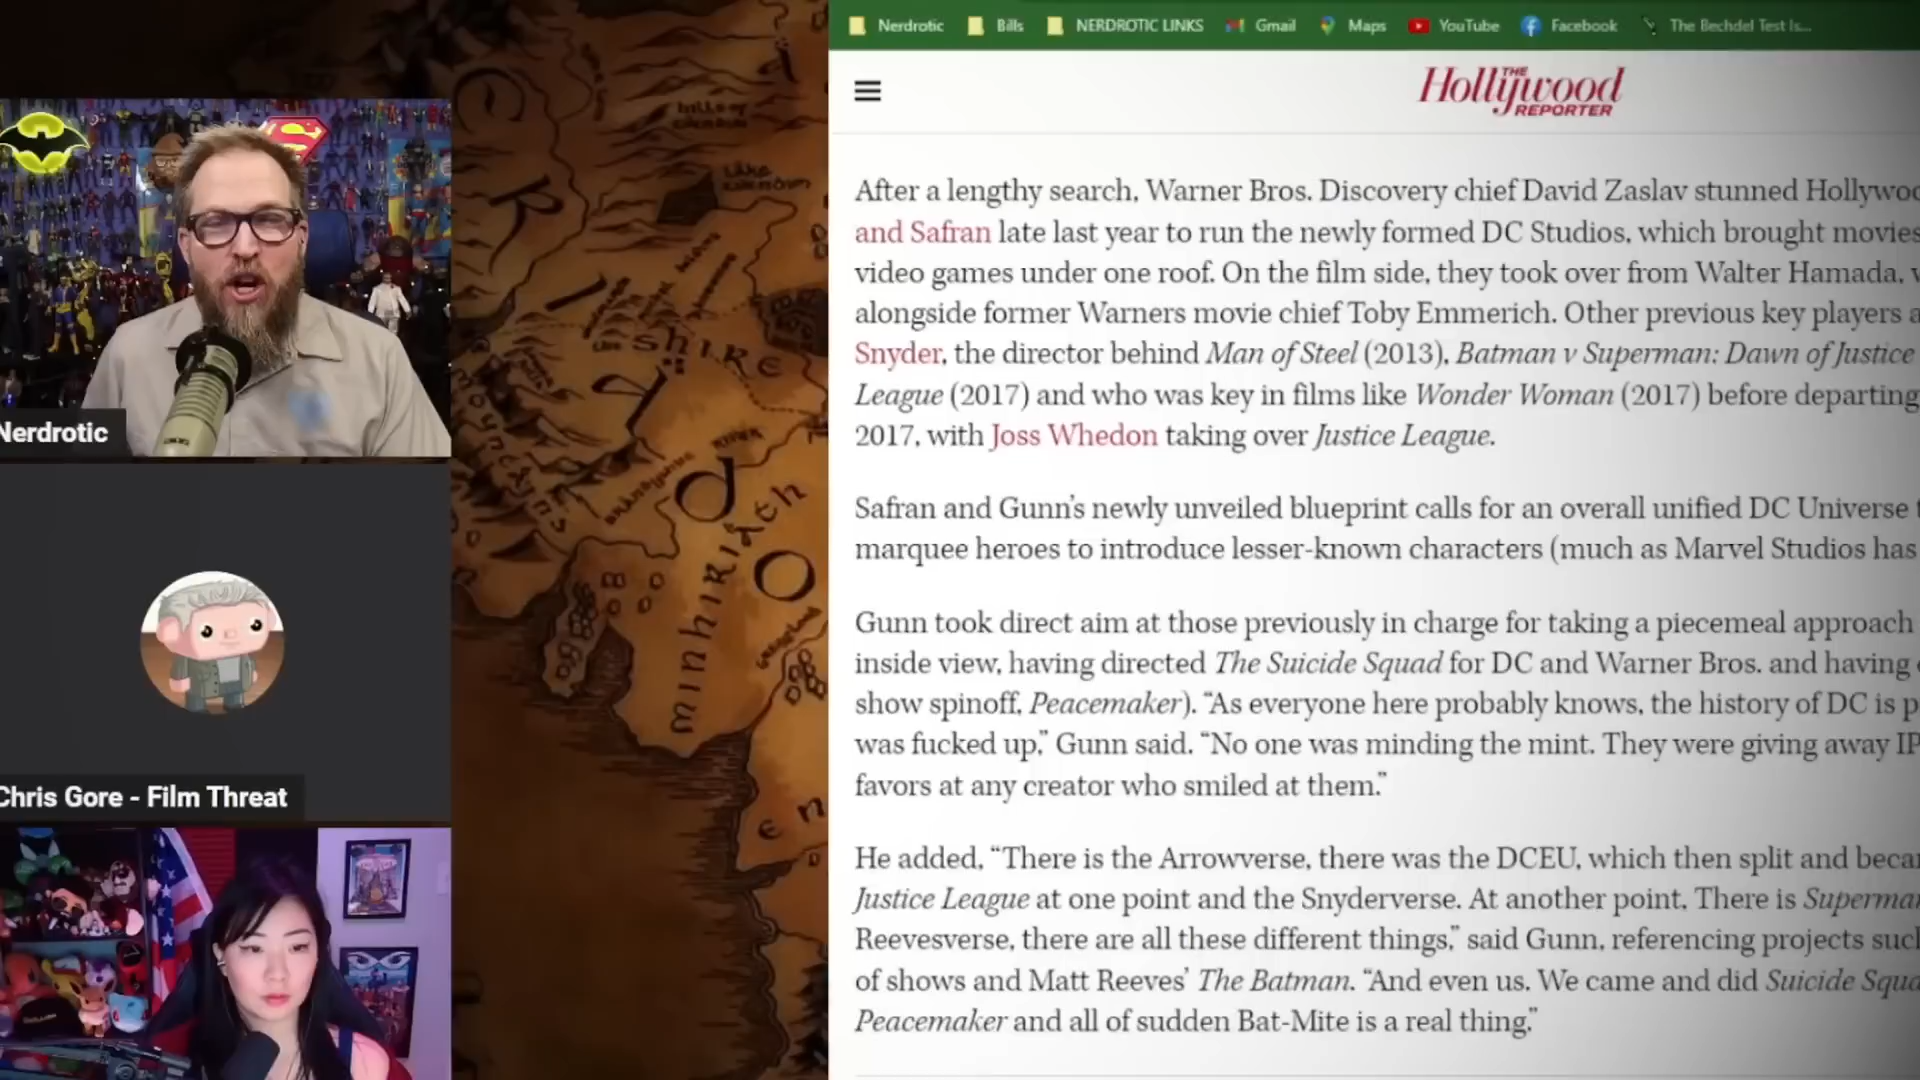 Nerdrotic
Bills
NERDROTIC LINKS
Gmail
Maps
YouTube
Facebook
The Bechdel Test Is...
THE
Hollywood
REPORTER
After a lengthy search, Warner Bros. Discovery chief David Zaslav stunned
and Safran late last year to run the newly formed DC Studios, which brought movies
video games under one roof. On the film side, they took over from Walter Hamada,
alongside former Warners movie chief Toby Emmerich. Other previous key players
Snyder, the director behind Man of Steel (2013), Batman v Superman: Dawn of Justice
League (2017) and who was key in films like Wonder Woman (2017) before departing
2017, with Joss Whedon taking over Justice League.
Safran and Gunn's newly unveiled blueprint calls for an overall unified DC Universe
marquee heroes to introduce lesser-known characters (much as Marvel Studios has
Gunn took direct aim at those previously in charge for taking a piecemeal approach
inside view, having directed The Suicide Squad for DC and Warner Bros. and having
show spinoff, Peacemaker). “As everyone here probably knows, the history of DC is
was fucked up,” Gunn said. “No one was minding the mint. They were giving away IP
favors at any creator who smiled at them.”
He added, “There is the Arrowverse, there was the DCEU, which then split and
Justice League at one point and the Snyderverse. At another point, There is
Reevesverse, there are all these different things,” said Gunn, referencing projects
of shows and Matt Reeves’ The Batman. “And even us. We came and did Suicide
Peacemaker and all of sudden Bat-Mite is a real thing.”
Nerdrotic
Chris Gore - Film Threat
SHIRE
MINHIRIATH